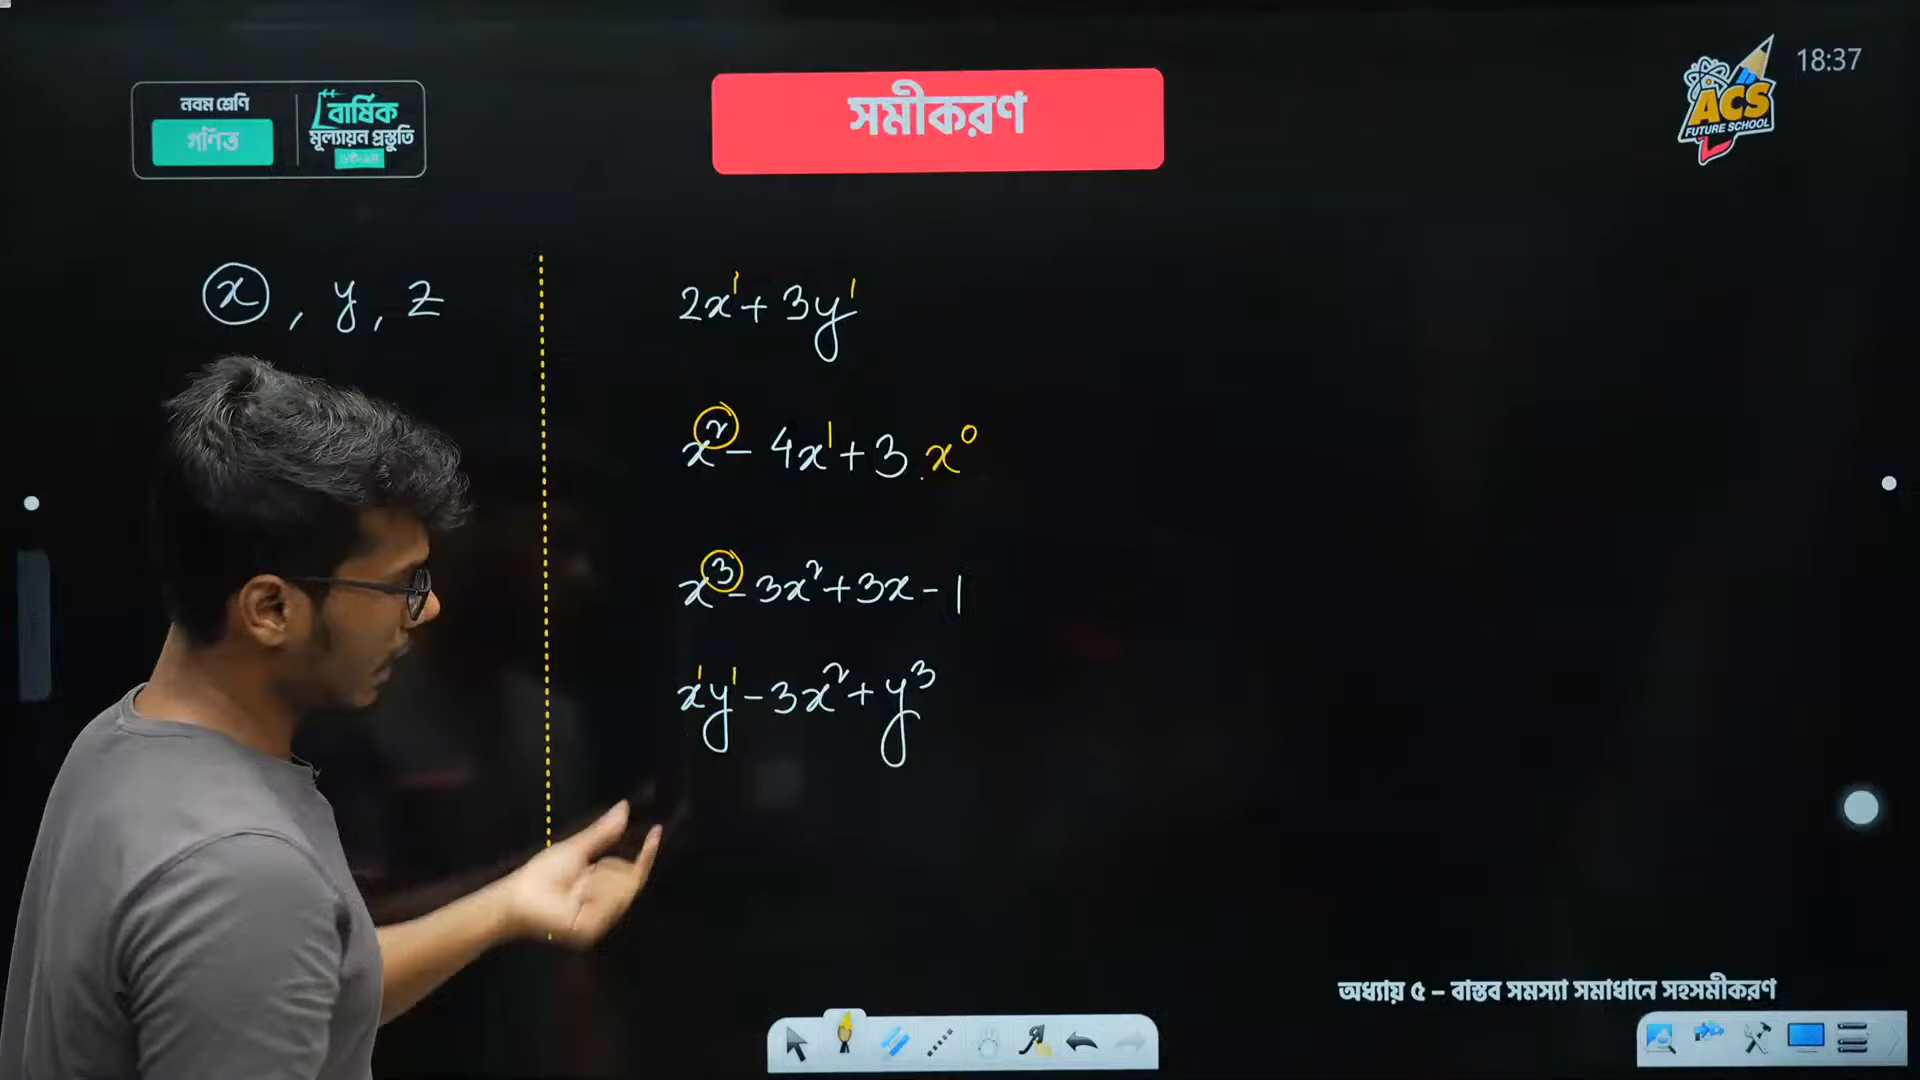 নবম শ্রেণি
গণিত
বার্ষিক
মূল্যায়ন প্রস্তুতি
সমীকরণ
ACS
FUTURE SCHOOL
18:37
x, y, z
2x¹ + 3y¹
x² - 4x¹ + 3.x⁰
x³ - 3x² + 3x - 1
x¹y¹ - 3x² + y³
অধ্যায় ৫ – বাস্তব সমস্যা সমাধানে সহসমীকরণ